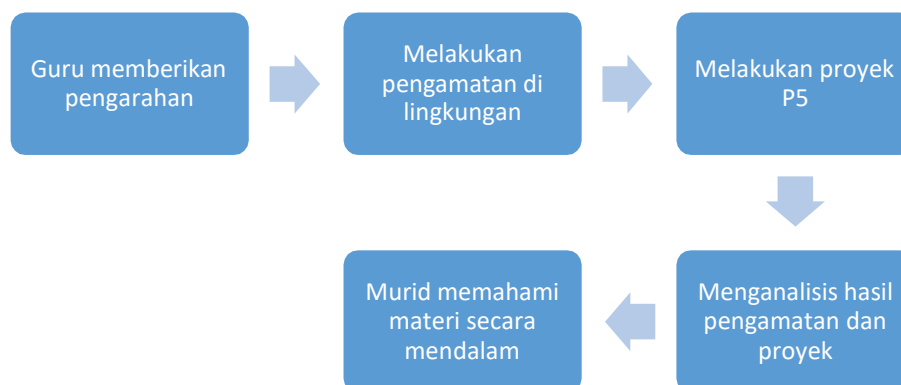 Guru memberikan
pengarahan
Melakukan
pengamatan di
lingkungan
Melakukan proyek
P5
Menganalisis hasil
pengamatan dan
proyek
Murid memahami
materi secara
mendalam